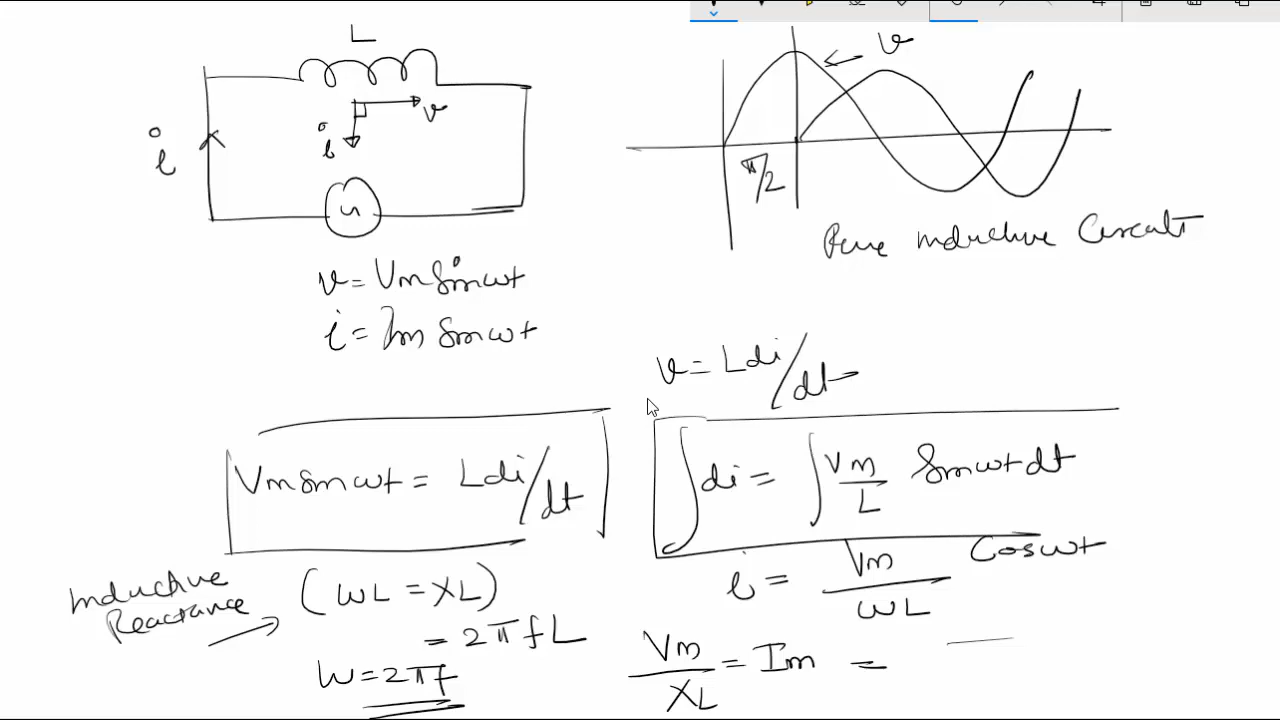 L
v
i
i
v
π/2
Pure inductive Circuit
v = Vm Sin ωt
i = Im Sin ωt
v = L di/dt
Vm Sin ωt = L di/dt
∫ di = ∫ Vm/L Sin ωt dt
i = Vm/ωL Cos ωt
Inductive
Reactance
(ωL = XL)
= 2πfL
ω = 2πf
Vm/XL = Im =